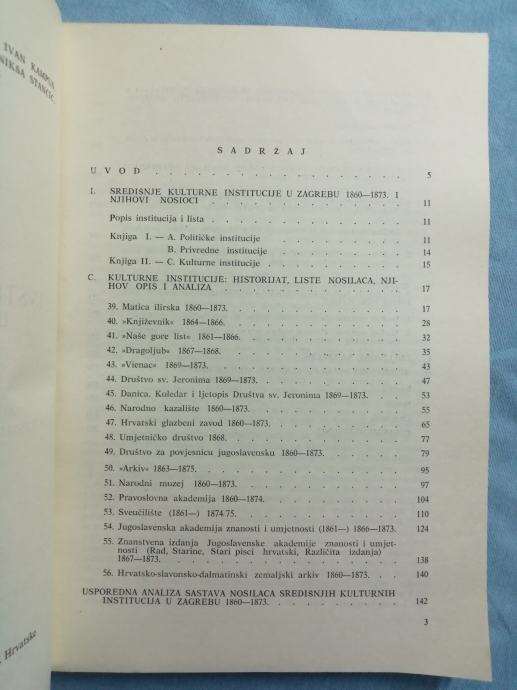 IVAN KAMPUŠ
NIKŠA STANČIĆ
SADRŽAJ
UVOD . . . . . . . . . . . . . . . . . . 5
I. SREDIŠNJE KULTURNE INSTITUCIJE U ZAGREBU 1860—1873. I
NJIHOVI NOSIOCI . . . . . . . . . . . . . . 11
Popis institucija i lista . . . . . . . . . . . . . . 11
Knjiga I. — A. Političke institucije . . . . . . . . . . 11
B. Privredne institucije . . . . . . . . . . 14
Knjiga II. — C. Kulturne institucije . . . . . . . . . . 15
C. KULTURNE INSTITUCIJE: HISTORIJAT, LISTE NOSILACA, NJI-
HOV OPIS I ANALIZA . . . . . . . . . . . . . 17
39. Matica ilirska 1860—1873. . . . . . . . . . . . . 17
40. »Književnik« 1864—1866. . . . . . . . . . . . . 28
41. »Naše gore list« 1861—1866. . . . . . . . . . . . 32
42. »Dragoljub« 1867—1868. . . . . . . . . . . . . 35
43. »Vienac« 1869—1873. . . . . . . . . . . . . . 43
44. Društvo sv. Jeronima 1869—1873. . . . . . . . . . . 47
45. Danica. Koledar i ljetopis Društva sv. Jeronima 1869—1873. . . 53
46. Narodno kazalište 1860—1873. . . . . . . . . . . . 55
47. Hrvatski glazbeni zavod 1860—1873. . . . . . . . . . 65
48. Umjetničko društvo 1868. . . . . . . . . . . . . 77
49. Društvo za povjesnicu jugoslavensku 1860—1873. . . . . . 79
50. »Arkiv« 1863—1875. . . . . . . . . . . . . . . 95
51. Narodni muzej 1860—1873. . . . . . . . . . . . . 97
52. Pravoslovna akademija 1860—1874. . . . . . . . . . . 104
53. Sveučilište (1861—) 1874/75. . . . . . . . . . . . . 110
54. Jugoslavenska akademija znanosti i umjetnosti (1861—) 1866—1873. 124
55. Znanstvena izdanja Jugoslavenske akademije znanosti i umjet-
nosti (Rad, Starine, Stari pisci hrvatski, Različita izdanja)
1867—1873. . . . . . . . . . . . . . . . . 138
56. Hrvatsko-slavonsko-dalmatinski zemaljski arkiv 1860—1873. . . . 140
USPOREDNA ANALIZA SASTAVA NOSILACA SREDIŠNJIH KULTURNIH
INSTITUCIJA U ZAGREBU 1860—1873. . . . . . . . . . . 142
3
Hrvatske